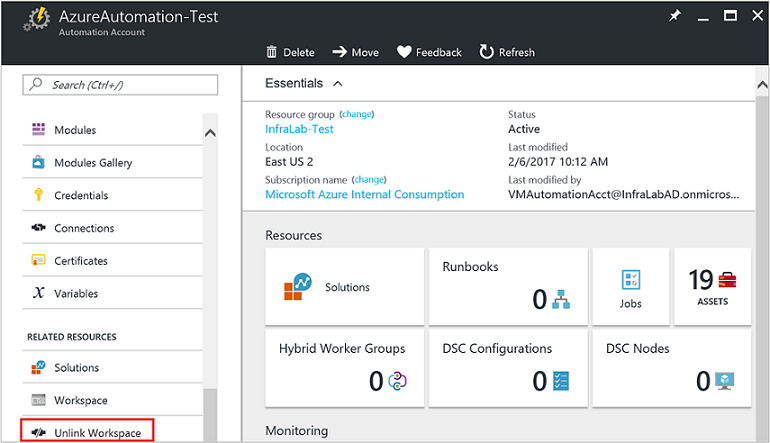 AzureAutomation-Test
Automation Account
Delete Move Feedback Refresh
Search (Ctrl+/)
Modules
Modules Gallery
Credentials
Connections
Certificates
Variables
RELATED RESOURCES
Solutions
Workspace
Unlink Workspace
Essentials
Resource group (change)
InfraLab-Test
Location
East US 2
Subscription name (change)
Microsoft Azure Internal Consumption
Status
Active
Last modified
2/6/2017 10:12 AM
Last modified by
VMAutomationAcct@InfraLabAD.onmicros...
Resources
Solutions
Runbooks
0
Jobs
19
ASSETS
Hybrid Worker Groups
0
DSC Configurations
0
DSC Nodes
0
Monitoring